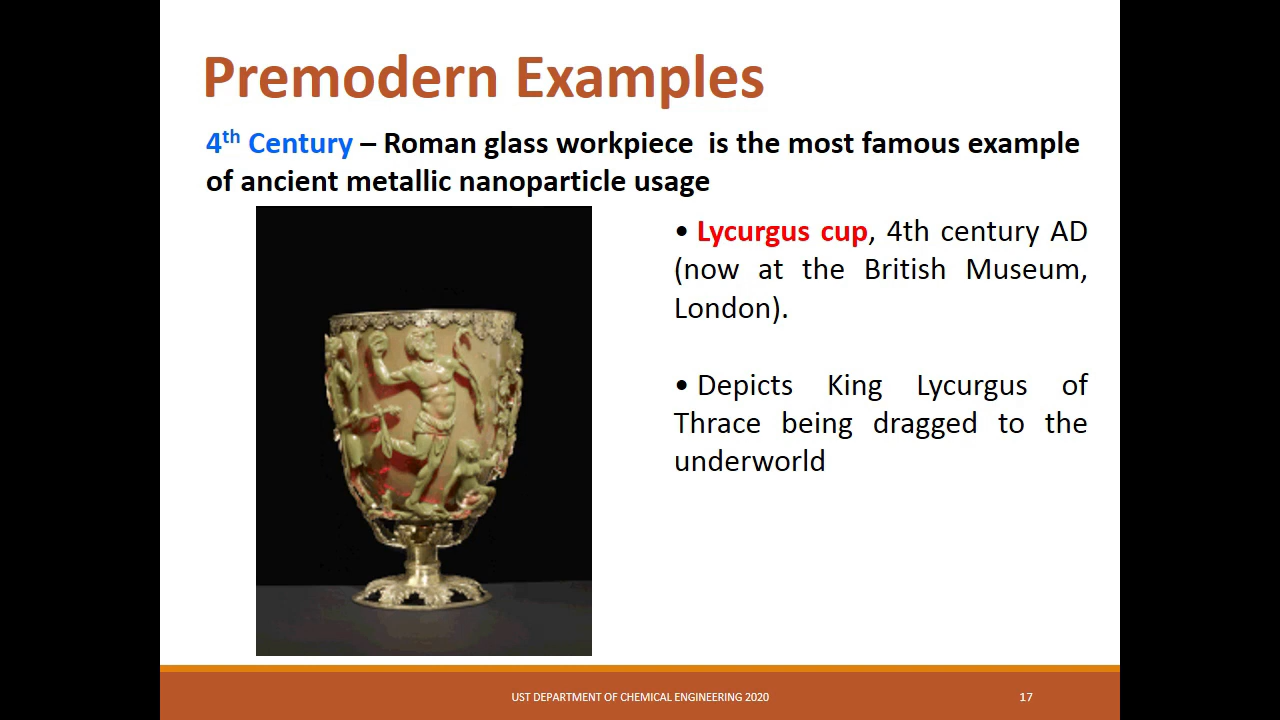 Premodern Examples
4th Century – Roman glass workpiece  is the most famous example
of ancient metallic nanoparticle usage
• Lycurgus cup, 4th century AD
(now at the British Museum,
London).
• Depicts King Lycurgus of
Thrace being dragged to the
underworld
UST DEPARTMENT OF CHEMICAL ENGINEERING 2020
17